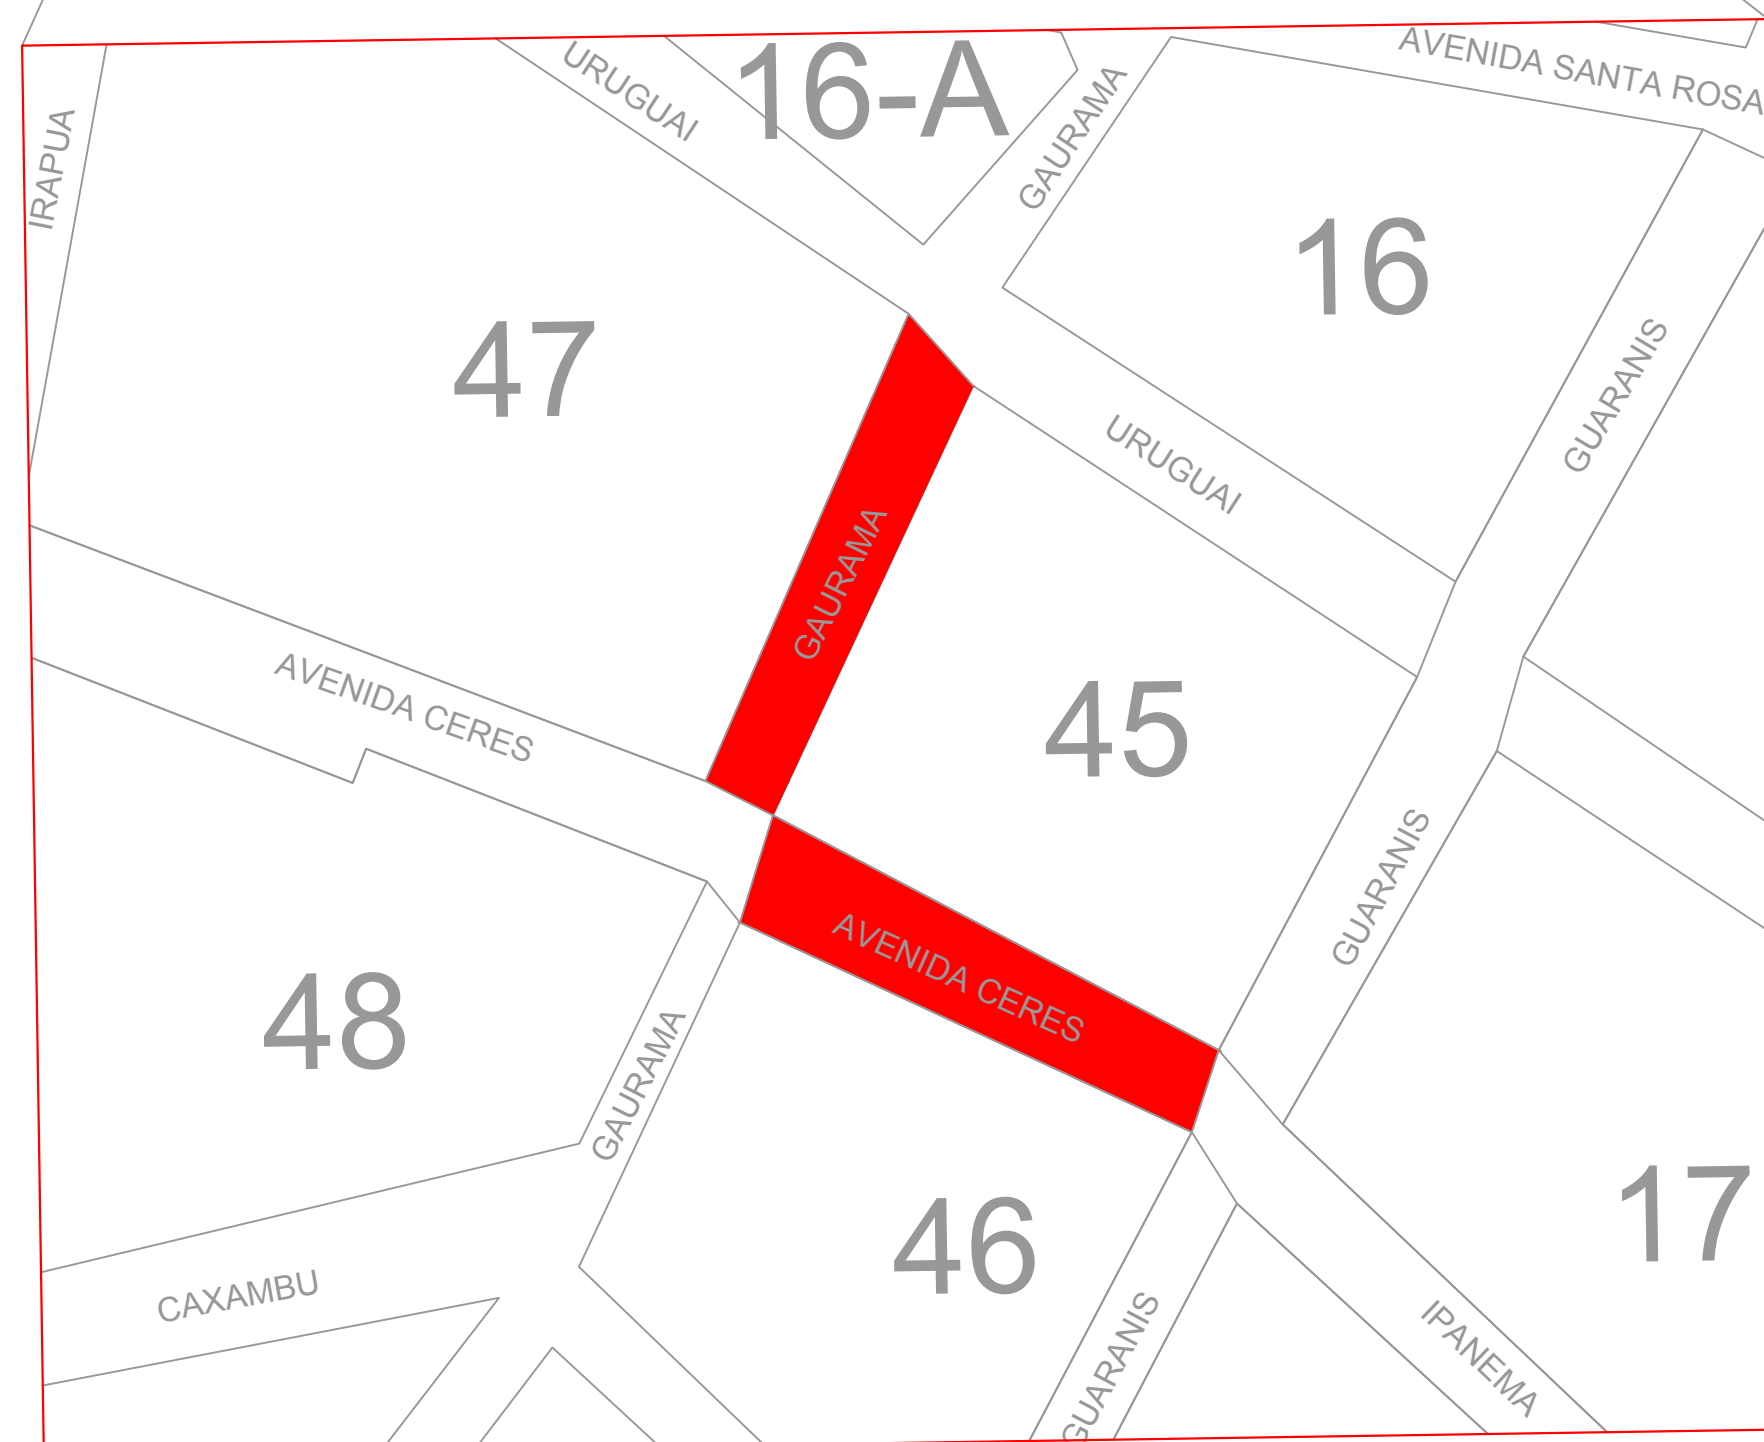 AVENIDA SANTA ROSA
URUGUAI
16-A
GAURAMA
IRAPUA
16
47
GUARANIS
URUGUAI
GAURAMA
AVENIDA CERES
45
GUARANIS
AVENIDA CERES
48
GAURAMA
17
46
CAXAMBU
GUARANIS
IPANEMA